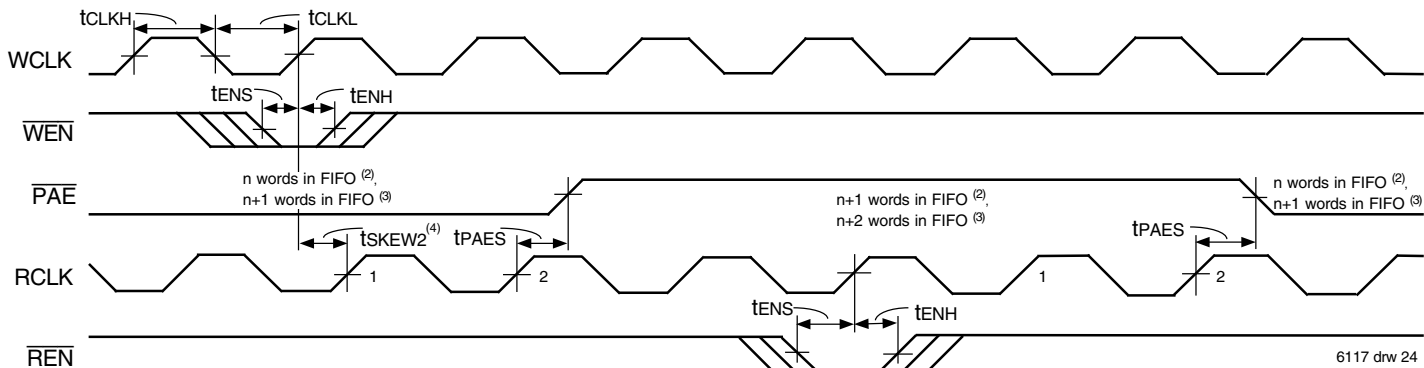 tCLKH tCLKL
WCLK
tENS tENH
WEN
n words in FIFO (2),
n+1 words in FIFO (3)
PAE
n+1 words in FIFO (2),
n+2 words in FIFO (3)
n words in FIFO (2),
n+1 words in FIFO (3)
tSKEW2(4) tPAES tPAES
RCLK 1 2 1 2
tENS tENH
REN
6117 drw 24